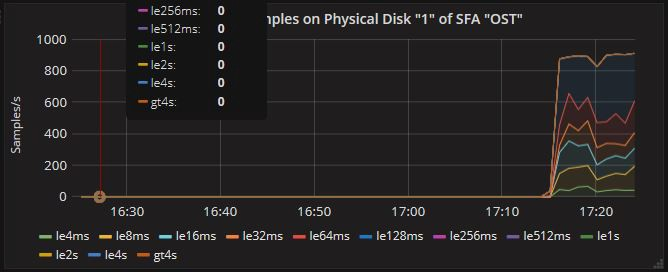 le256ms: 0
le512ms: 0
le1s: 0
le2s: 0
le4s: 0
gt4s: 0
mples on Physical Disk "1" of SFA "OST"
Samples/s
1000
800
600
400
200
0
16:30 16:40 16:50 17:00 17:10 17:20
le4ms le8ms le16ms le32ms le64ms le128ms le256ms le512ms le1s
le2s le4s gt4s